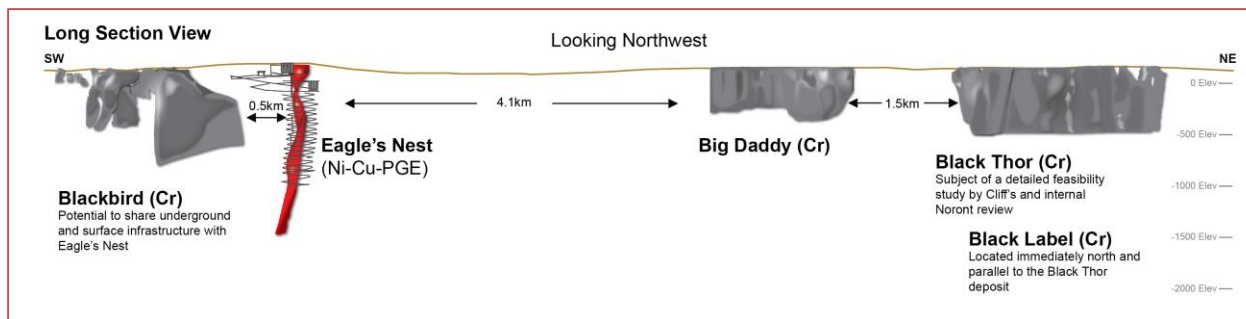 Long Section View
SW
Looking Northwest
NE
0 Elev
0.5km
4.1km
1.5km
-500 Elev
Eagle's Nest
(Ni-Cu-PGE)
Big Daddy (Cr)
Black Thor (Cr)
Subject of a detailed feasibility
study by Cliff's and internal
Noront review
-1000 Elev
Blackbird (Cr)
Potential to share underground
and surface infrastructure with
Eagle's Nest
Black Label (Cr)
Located immediately north and
parallel to the Black Thor
deposit
-1500 Elev
-2000 Elev